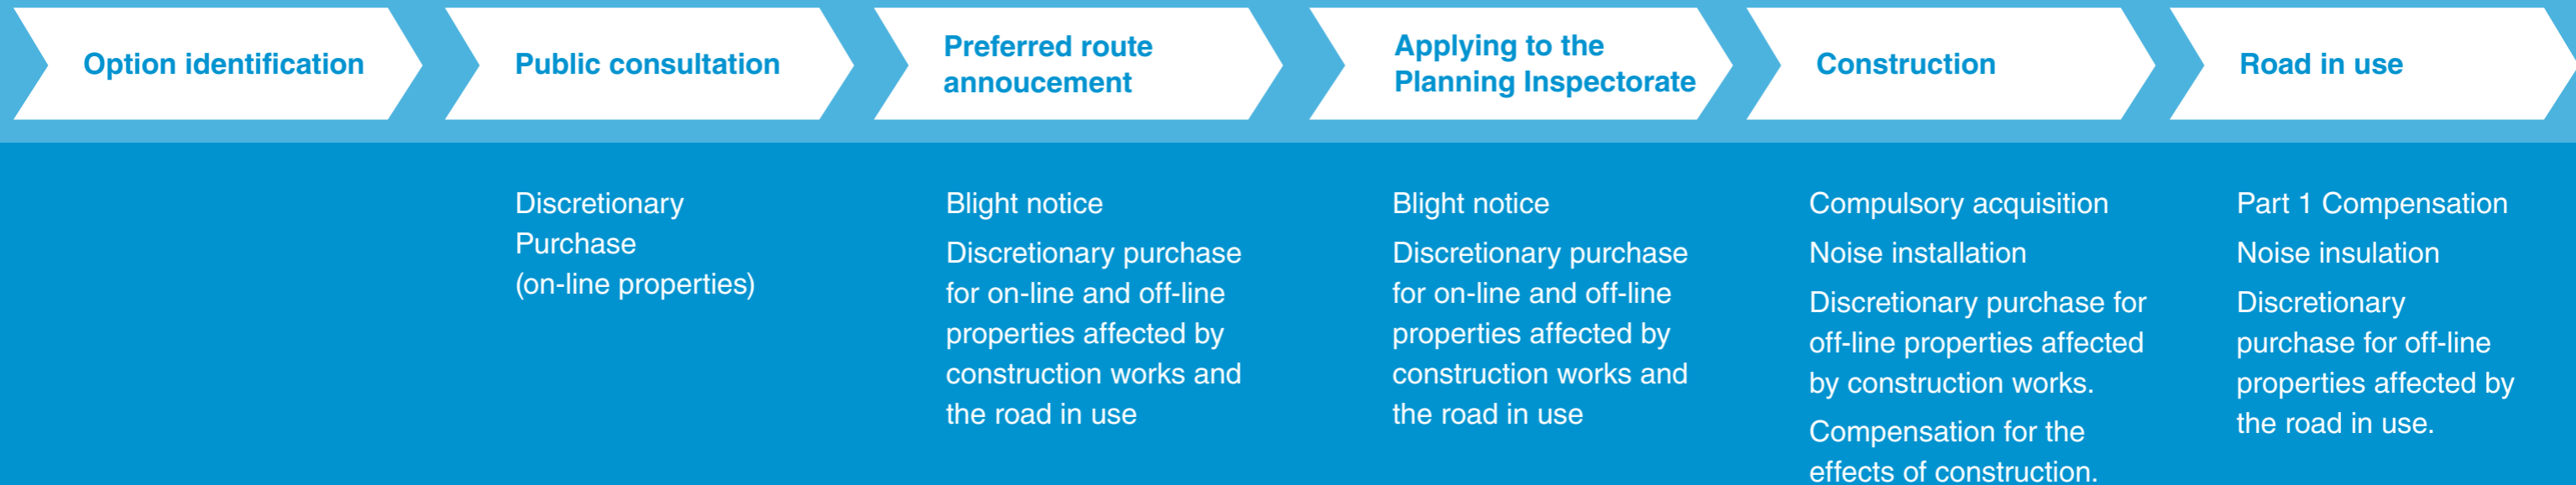 Option identification
Public consultation
Preferred route
annoucement
Applying to the
Planning Inspectorate
Construction
Road in use
Discretionary
Purchase
(on-line properties)
Blight notice
Discretionary purchase
for on-line and off-line
properties affected by
construction works and
the road in use
Blight notice
Discretionary purchase
for on-line and off-line
properties affected by
construction works and
the road in use
Compulsory acquisition
Noise installation
Discretionary purchase for
off-line properties affected
by construction works.
Compensation for the
effects of construction.
Part 1 Compensation
Noise insulation
Discretionary
purchase for off-line
properties affected by
the road in use.